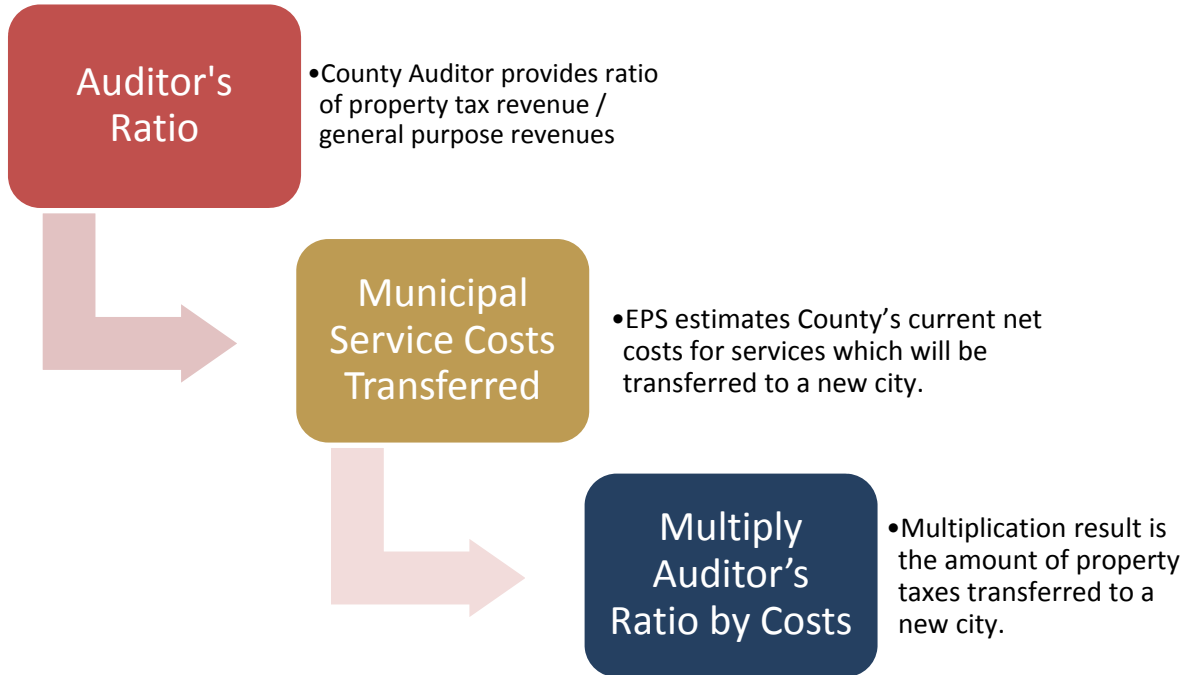 Auditor's
Ratio
•County Auditor provides ratio
of property tax revenue /
general purpose revenues
Municipal
Service Costs
Transferred
•EPS estimates County’s current net
costs for services which will be
transferred to a new city.
Multiply
Auditor’s
Ratio by Costs
•Multiplication result is
the amount of property
taxes transferred to a
new city.